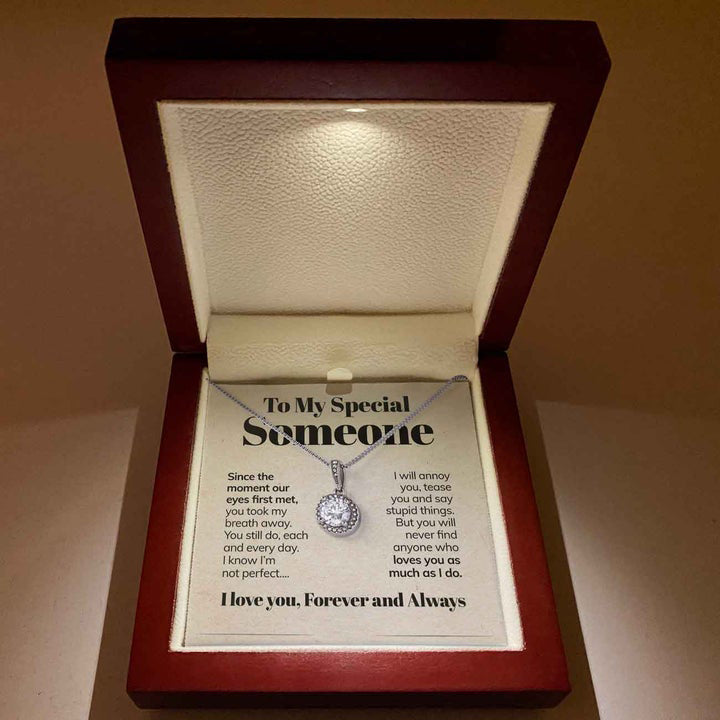 To My Special
Someone
Since the
moment our
eyes first met,
you took my
breath away.
You still do, each
and every day.
I know I'm
not perfect....
I will annoy
you, tease
you and say
stupid things.
But you will
never find
anyone who
loves you as
much as I do.
I love you, Forever and Always